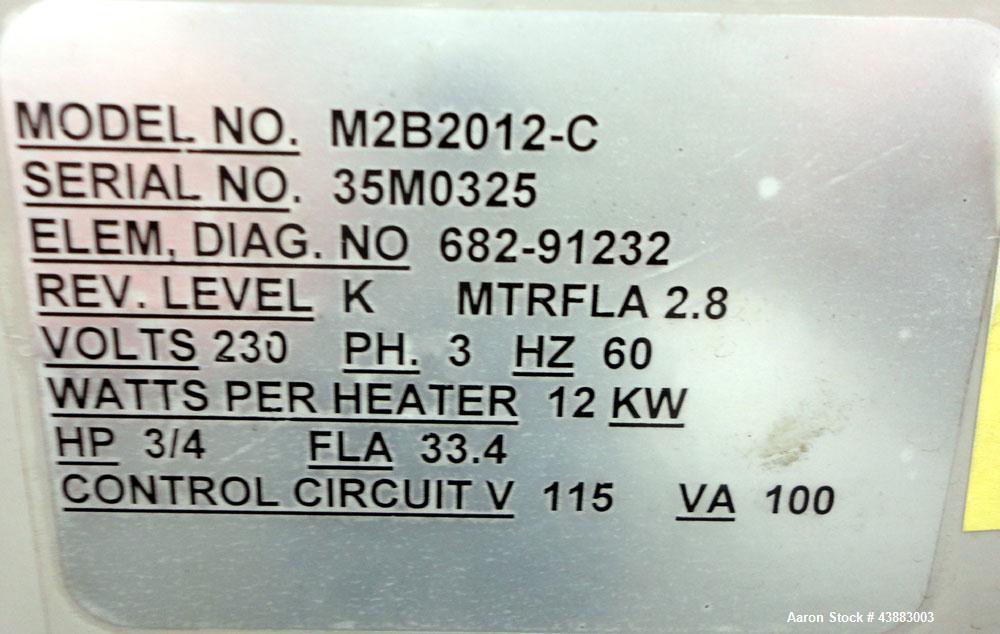 MODEL NO. M2B2012-C
SERIAL NO. 35M0325
ELEM, DIAG. NO 682-91232
REV. LEVEL K MTRFLA 2.8
VOLTS 230 PH. 3 HZ 60
WATTS PER HEATER 12 KW
HP 3/4 FLA 33.4
CONTROL CIRCUIT V 115 VA 100
Aaron Stock # 43883003